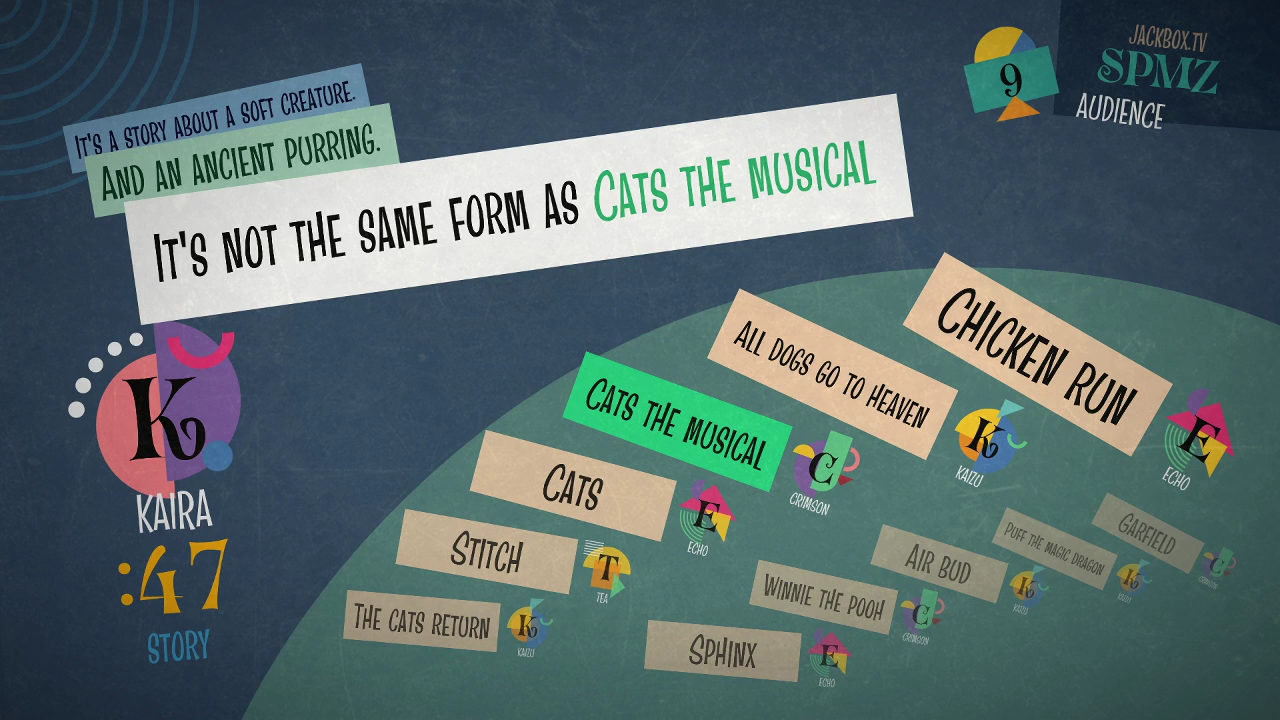 JACKBOX.TV
SPMZ
9
AUDIENCE
IT'S A STORY ABOUT A SOFT CREATURE.
AND AN ANCIENT PURRING.
IT'S NOT THE SAME FORM AS CATS THE MUSICAL
K
KAIRA
:47
STORY
CHICKEN RUN
E
ECHO
ALL DOGS GO TO HEAVEN
K
KAIZU
CATS THE MUSICAL
C
CRIMSON
CATS
E
ECHO
STITCH
T
TEA
THE CATS RETURN
K
KAIZU
GARFIELD
C
CRIMSON
PUFF THE MAGIC DRAGON
K
KAIZU
AIR BUD
K
KAIZU
WINNIE THE POOH
C
CRIMSON
SPHINX
E
ECHO